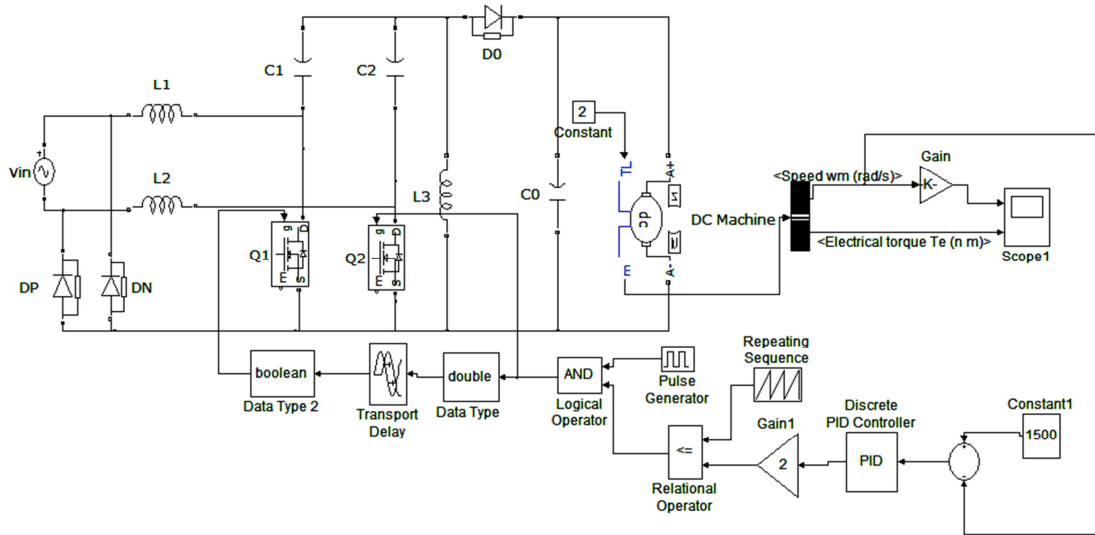 D0
C1
C2
L1
2
Constant
TL
A+
Gain
Vin
<Speed wm (rad/s)>
K-
L2
L3
C0
dc
DC Machine
g
D
Q1
m
S
g
D
Q2
m
S
<Electrical torque Te (n m)>
Scope1
DP
DN
E
A-
boolean
Data Type 2
Transport
Delay
double
Data Type
AND
Logical
Operator
Pulse
Generator
Repeating
Sequence
<=
Relational
Operator
Gain1
2
Discrete
PID Controller
PID
Constant1
1500
+
-